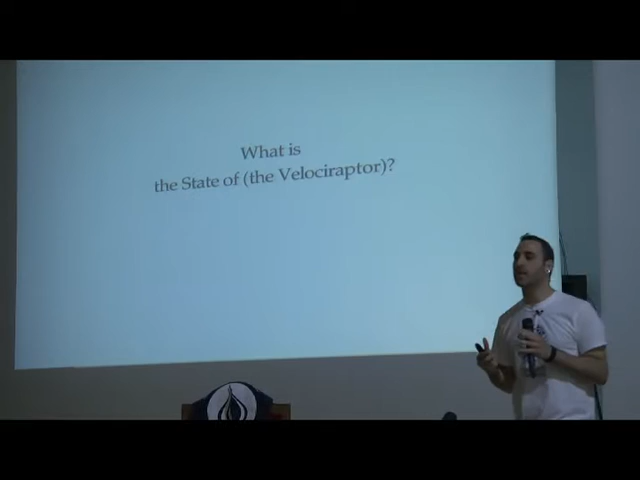 What is
the State of (the Velociraptor)?